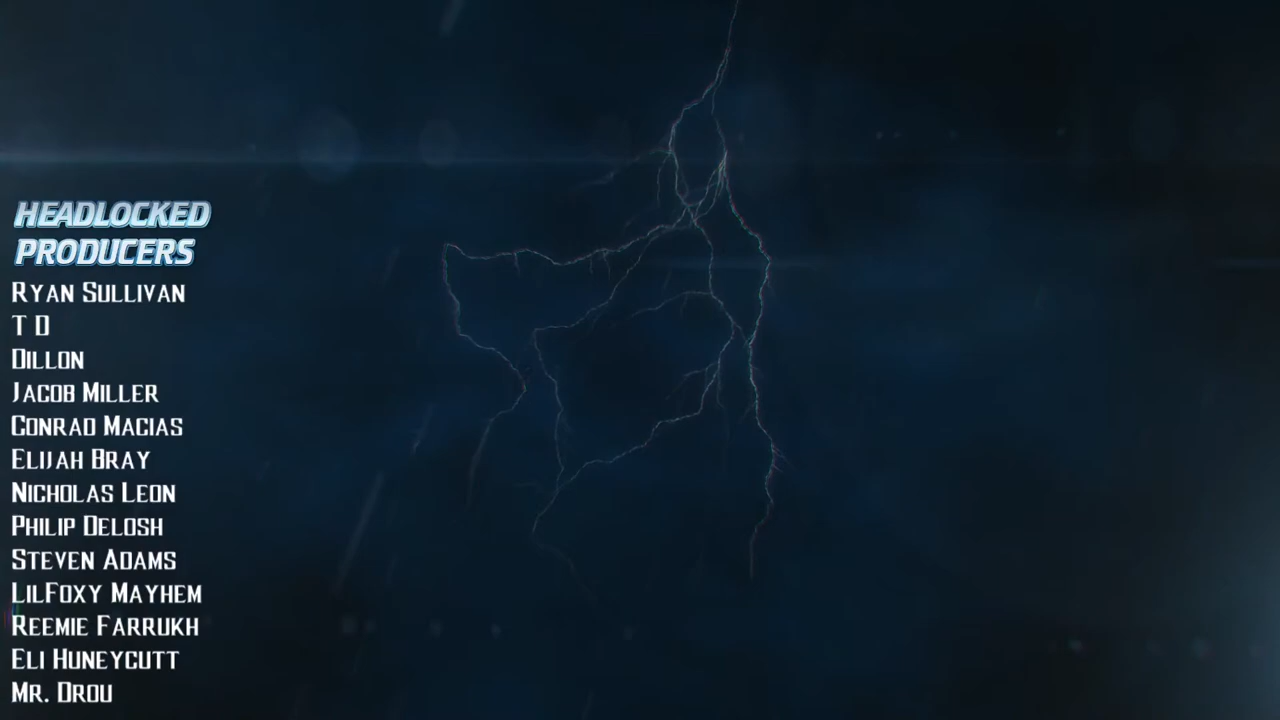 HEADLOCKED
PRODUCERS
Ryan Sullivan
T D
Dillon
Jacob Miller
Conrad Macias
Elijah Bray
Nicholas Leon
Philip Delosh
Steven Adams
LilFoxy Mayhem
Reemie Farrukh
Eli Huneycutt
Mr. Drou